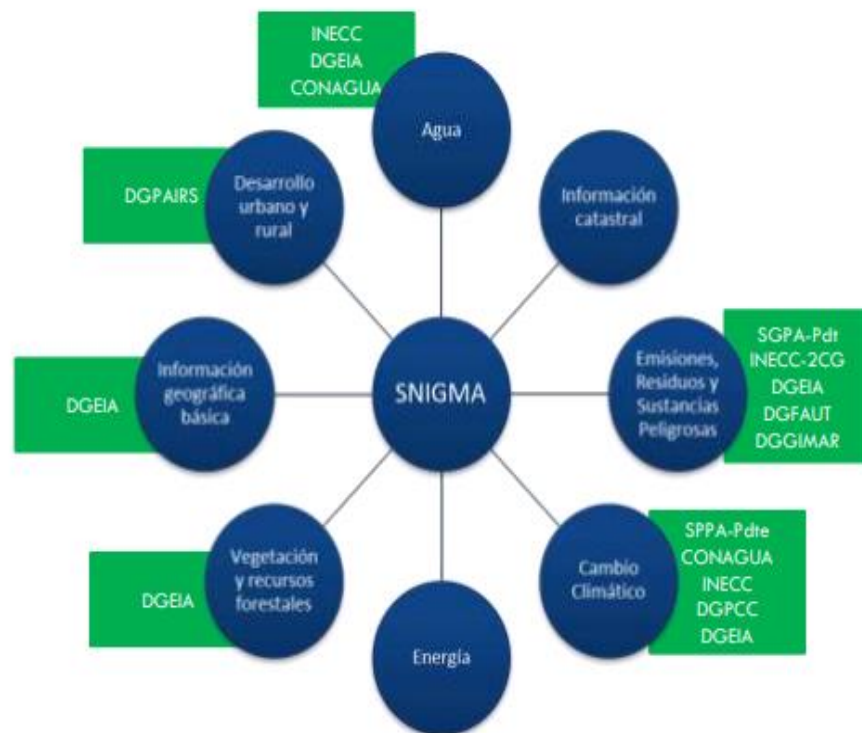 INECC
DGEIA
CONAGUA
Agua
DGPAIRS
Desarrollo
urbano y
rural
Información
catastral
DGEIA
Información
geográfica
básica
SNIGMA
Emisiones,
Residuos y
Sustancias
Peligrosas
SGPA-Pdt
INECC-2CG
DGEIA
DGFAUT
DGGIMAR
DGEIA
Vegetación
y recursos
forestales
Energía
Cambio
Climático
SPPA-Pdte
CONAGUA
INECC
DGPCC
DGEIA